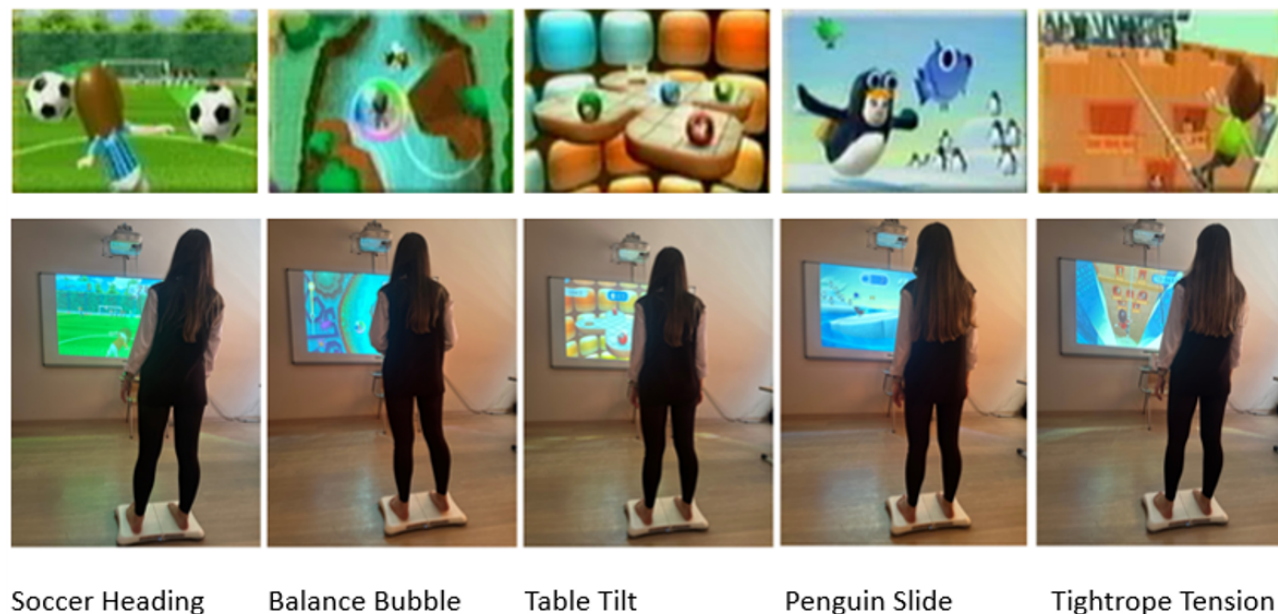 Soccer Heading
Balance Bubble
Table Tilt
Penguin Slide
Tightrope Tension